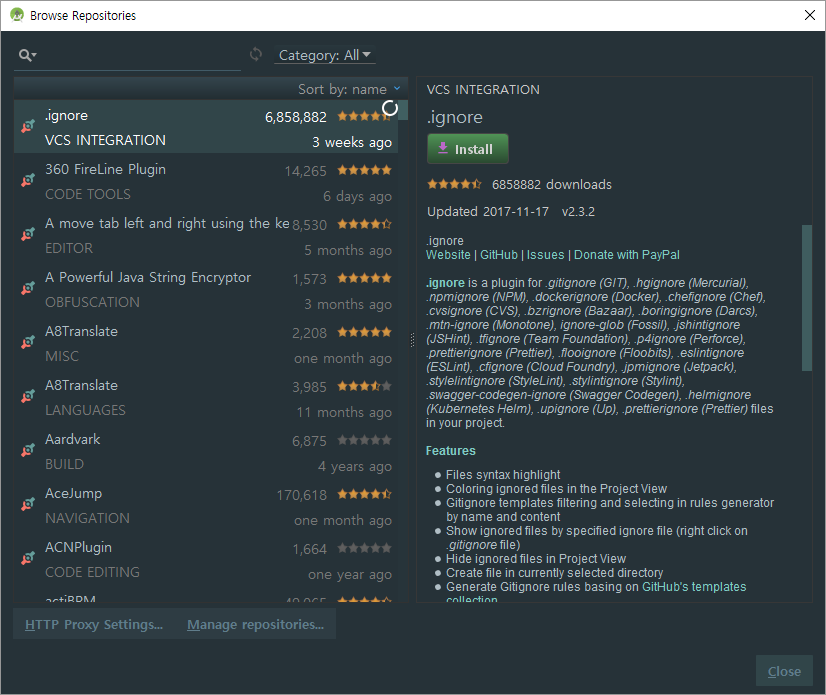 Browse Repositories
Category: All
Sort by: name
.ignore 6,858,882
VCS INTEGRATION 3 weeks ago
360 FireLine Plugin 14,265
CODE TOOLS 6 days ago
A move tab left and right using the ke 8,530
EDITOR 5 months ago
A Powerful Java String Encryptor 1,573
OBFUSCATION 3 months ago
A8Translate 2,208
MISC one month ago
A8Translate 3,985
LANGUAGES 11 months ago
Aardvark 6,875
BUILD 4 years ago
AceJump 170,618
NAVIGATION one month ago
ACNPlugin 1,664
CODE EDITING one year ago
actiBPM
HTTP Proxy Settings...
Manage repositories...
VCS INTEGRATION
.ignore
Install
6858882 downloads
Updated 2017-11-17 v2.3.2
.ignore
Website | GitHub | Issues | Donate with PayPal
.ignore is a plugin for .gitignore (GIT), .hgignore (Mercurial),
.npmignore (NPM), .dockerignore (Docker), .chefignore (Chef),
.cvsignore (CVS), .bzrignore (Bazaar), .boringignore (Darcs),
.mtn-ignore (Monotone), ignore-glob (Fossil), .jshintignore
(JSHint), .tfignore (Team Foundation), .p4ignore (Perforce),
.prettierignore (Prettier), .flooignore (Floobits), .eslintignore
(ESLint), .cfignore (Cloud Foundry), .jpmignore (Jetpack),
.stylelintignore (StyleLint), .stylintignore (Stylint),
.swagger-codegen-ignore (Swagger Codegen), .helmignore
(Kubernetes Helm), .upignore (Up), .prettierignore (Prettier) files
in your project.
Features
Files syntax highlight
Coloring ignored files in the Project View
Gitignore templates filtering and selecting in rules generator
by name and content
Show ignored files by specified ignore file (right click on
.gitignore file)
Hide ignored files in Project View
Create file in currently selected directory
Generate Gitignore rules basing on GitHub's templates
collection
Close